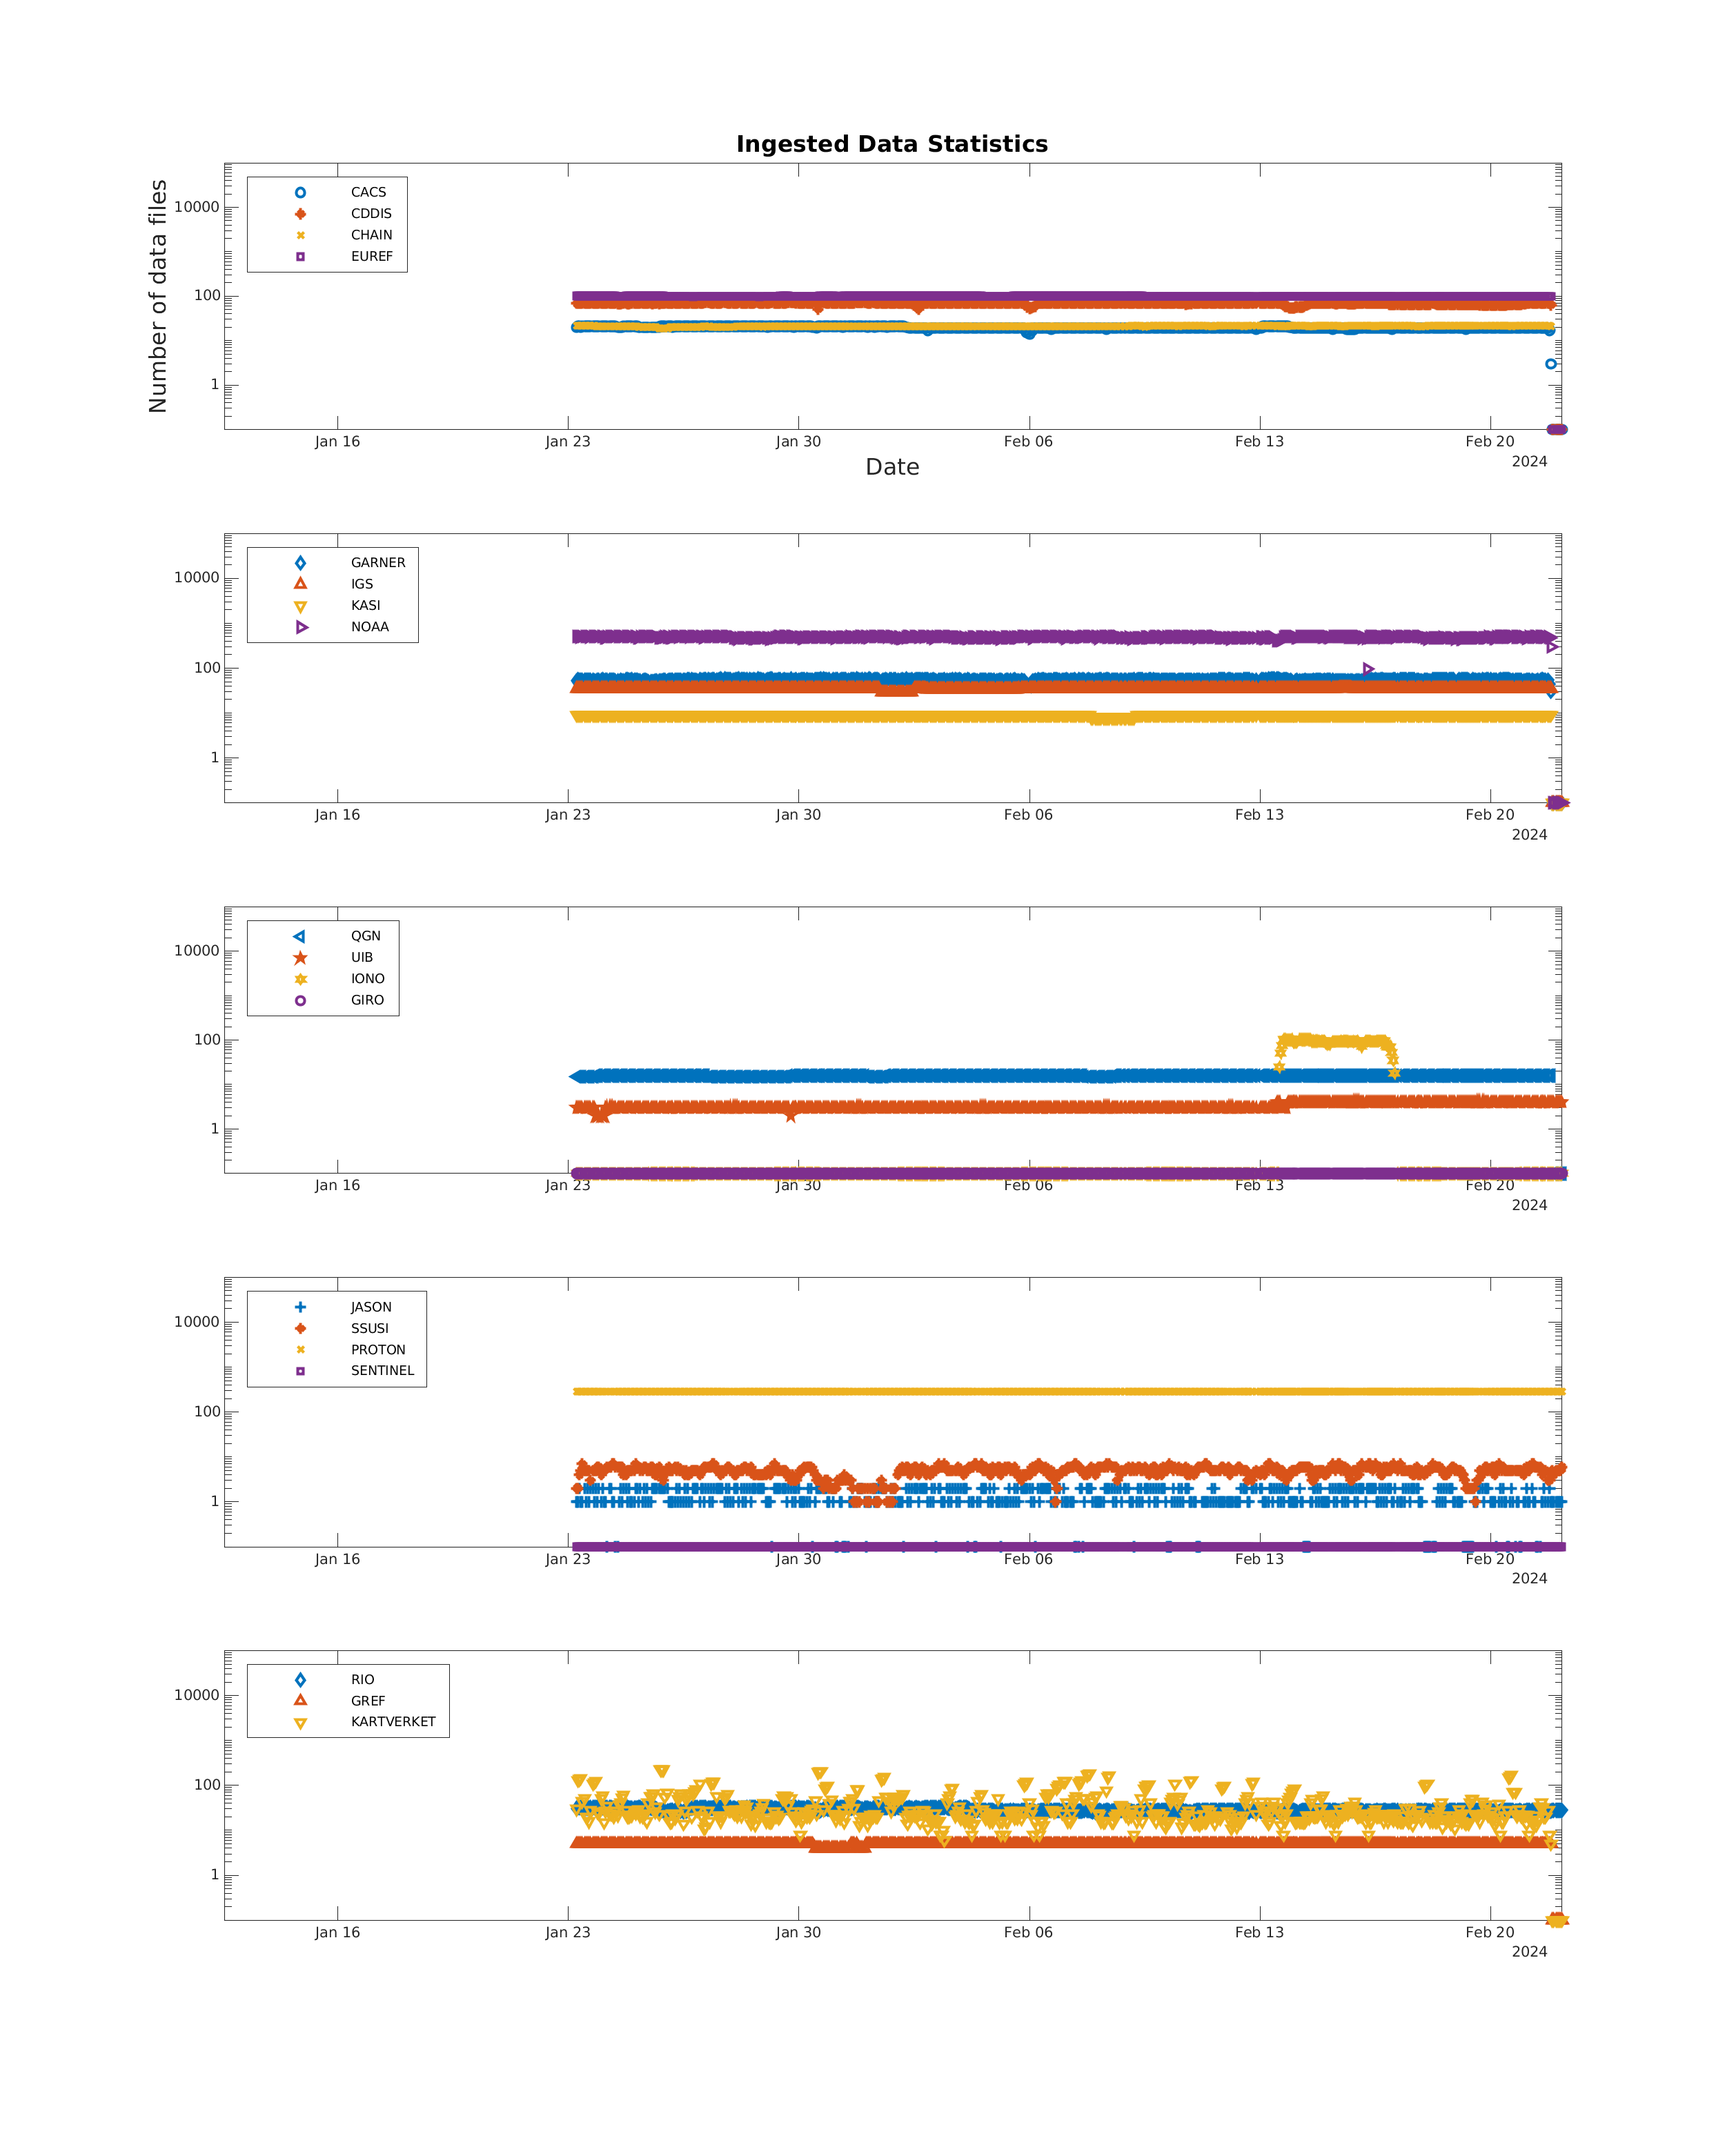 Ingested Data Statistics
Number of data files
10000
100
1
CACS
CDDIS
CHAIN
EUREF
Jan 16 Jan 23 Jan 30 Feb 06 Feb 13 Feb 20
2024
Date
10000
100
1
GARNER
IGS
KASI
NOAA
Jan 16 Jan 23 Jan 30 Feb 06 Feb 13 Feb 20
2024
10000
100
1
QGN
UIB
IONO
GIRO
Jan 16 Jan 23 Jan 30 Feb 06 Feb 13 Feb 20
2024
10000
100
1
JASON
SSUSI
PROTON
SENTINEL
Jan 16 Jan 23 Jan 30 Feb 06 Feb 13 Feb 20
2024
10000
100
1
RIO
GREF
KARTVERKET
Jan 16 Jan 23 Jan 30 Feb 06 Feb 13 Feb 20
2024